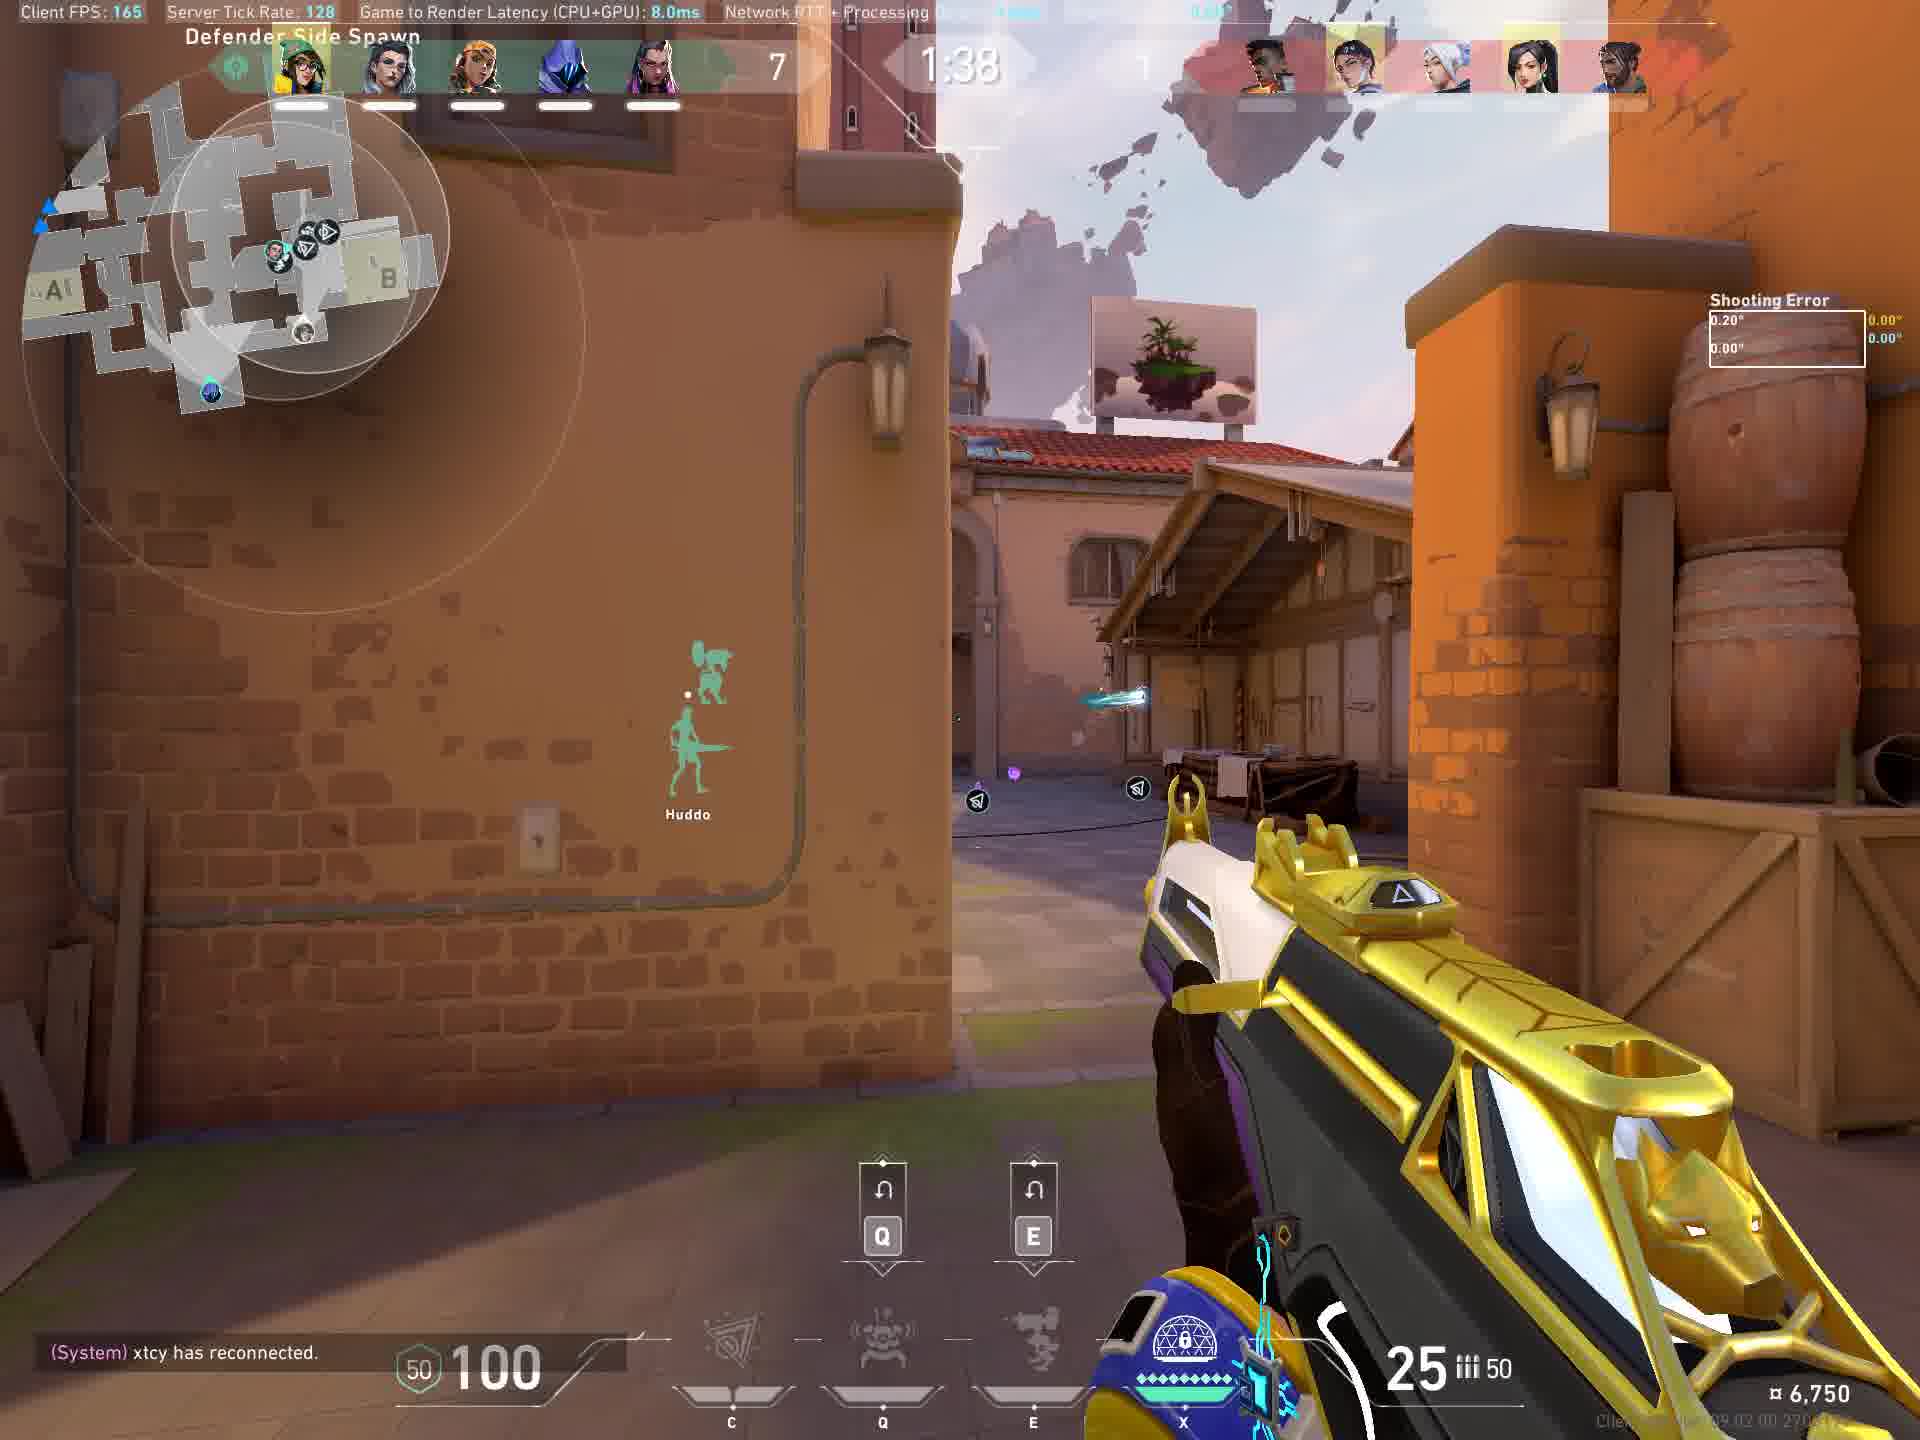 Client FPS: 165 Server Tick Rate: 128 Game to Render Latency (CPU+GPU): 8.0ms Network RTT + Processing
Defender Side Spawn
7 1:38 1
A
B
Shooting Error
0.20° 0.00°
0.00° 0.00°
Huddo
Q E
(System) xtcy has reconnected.
50 100
25 50
¤ 6,750
C Q E X